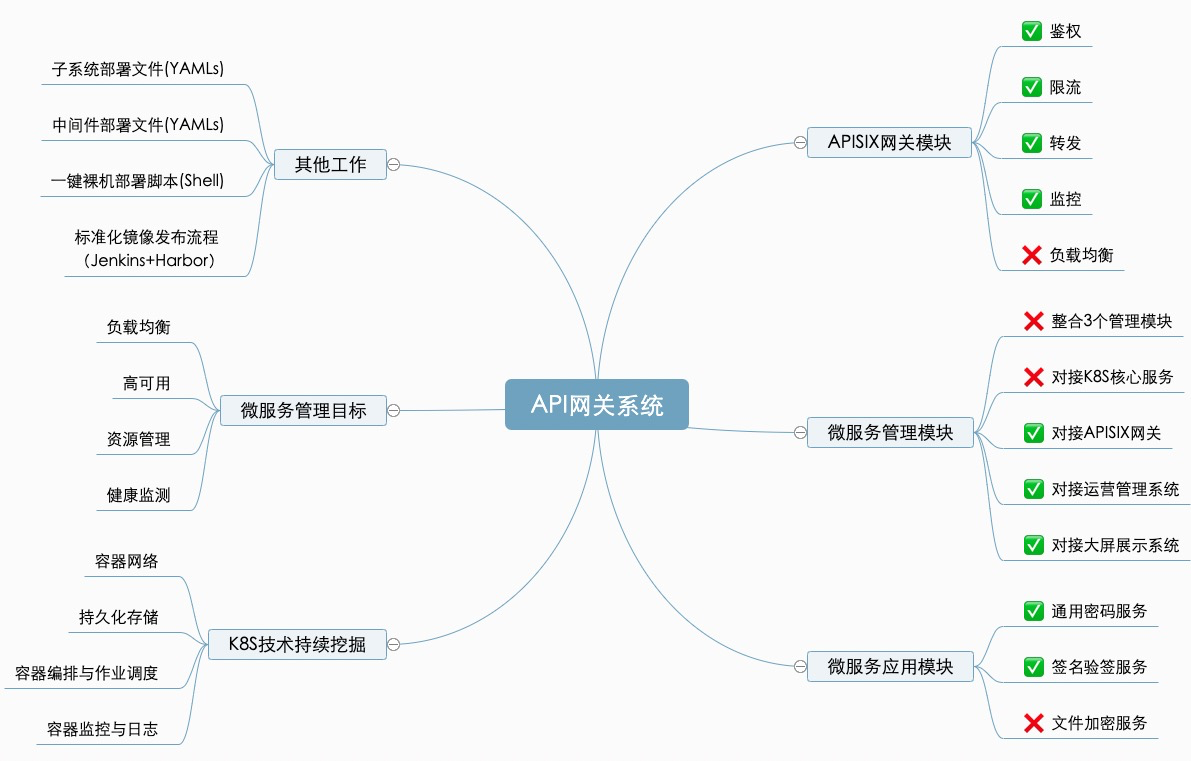 API网关系统
APISIX网关模块
✅ 鉴权
✅ 限流
✅ 转发
✅ 监控
❌ 负载均衡
微服务管理模块
❌ 整合3个管理模块
❌ 对接K8S核心服务
✅ 对接APISIX网关
✅ 对接运营管理系统
✅ 对接大屏展示系统
微服务应用模块
✅ 通用密码服务
✅ 签名验签服务
❌ 文件加密服务
其他工作
子系统部署文件(YAMLs)
中间件部署文件(YAMLs)
一键裸机部署脚本(Shell)
标准化镜像发布流程
(Jenkins+Harbor)
微服务管理目标
负载均衡
高可用
资源管理
健康监测
K8S技术持续挖掘
容器网络
持久化存储
容器编排与作业调度
容器监控与日志